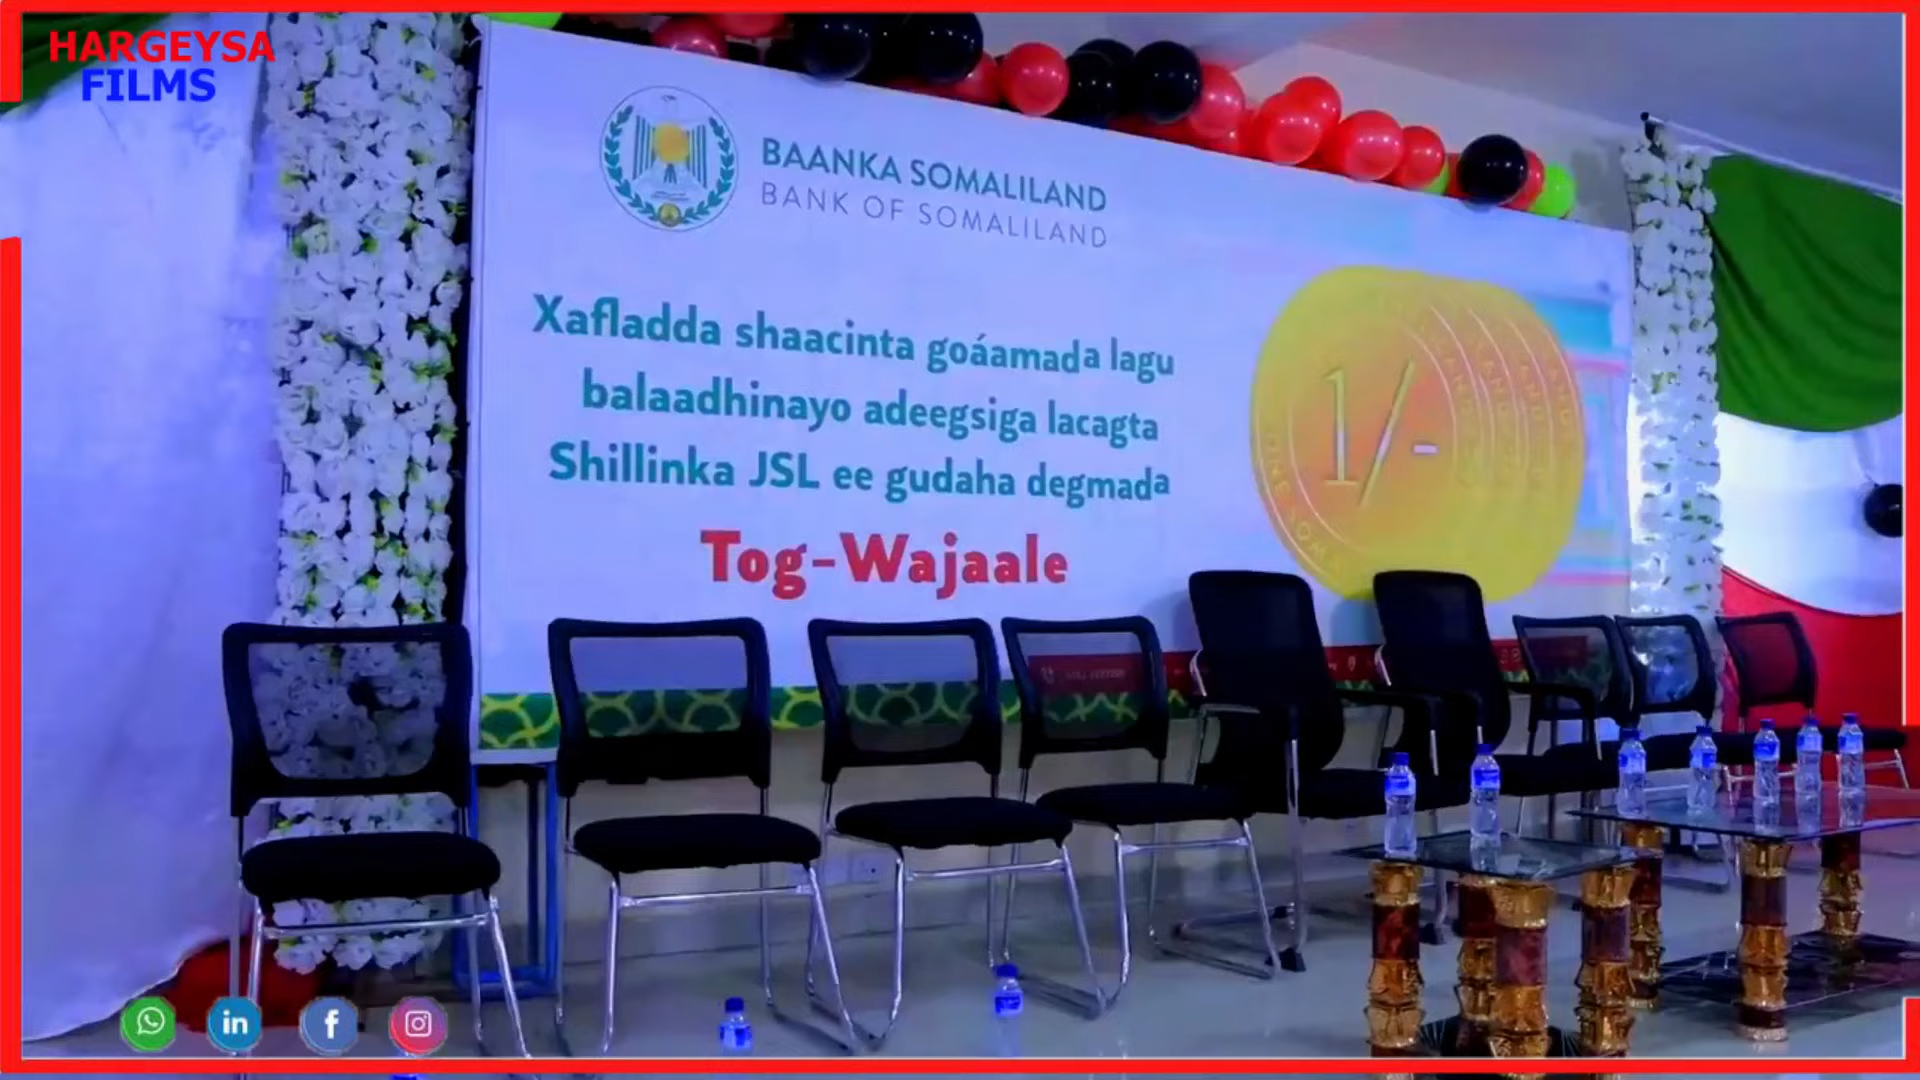 HARGEYSA
FILMS
BAANKA SOMALILAND
BANK OF SOMALILAND
Xafladda shaacinta goáamada lagu
balaadhinayo adeegsiga lacagta
Shillinka JSL ee gudaha degmada
Tog-Wajaale
1/-
in
f